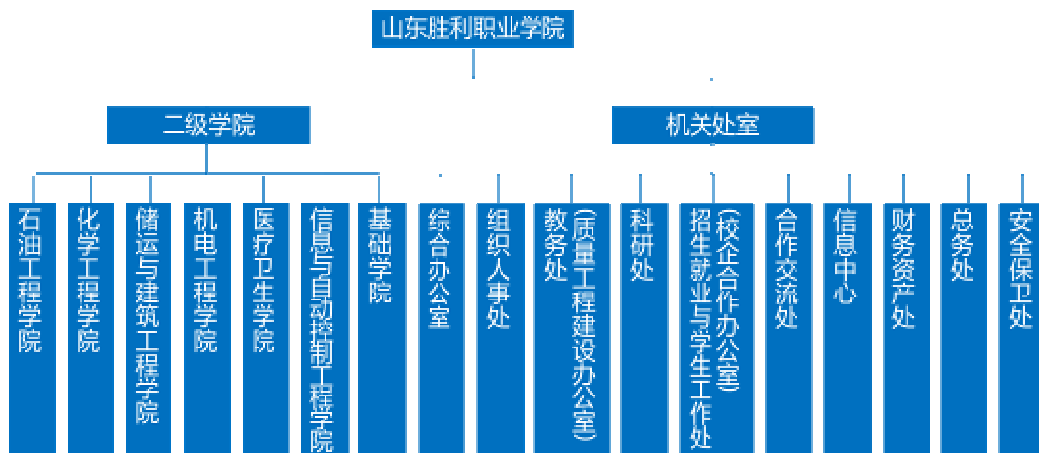 山东胜利职业学院
二级学院
机关处室
石油工程学院
化学工程学院
储运与建筑工程学院
机电工程学院
医疗卫生学院
信息与自动控制工程学院
基础学院
综合办公室
组织人事处
教务处
(质量工程建设办公室)
科研处
招生就业与学生工作处
(校企合作办公室)
合作交流处
信息中心
财务资产处
总务处
安全保卫处